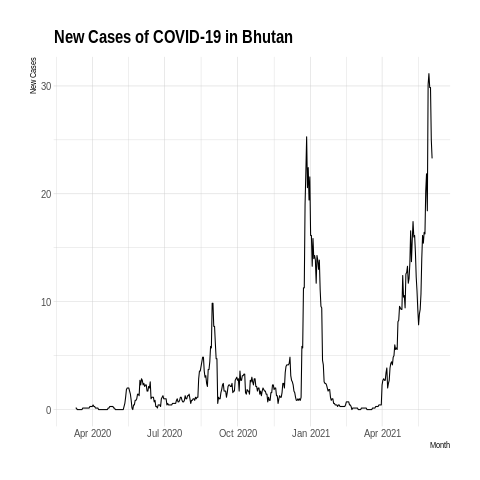 New Cases of COVID-19 in Bhutan
New Cases
30
20
10
0
Apr 2020 Jul 2020 Oct 2020 Jan 2021 Apr 2021
Month